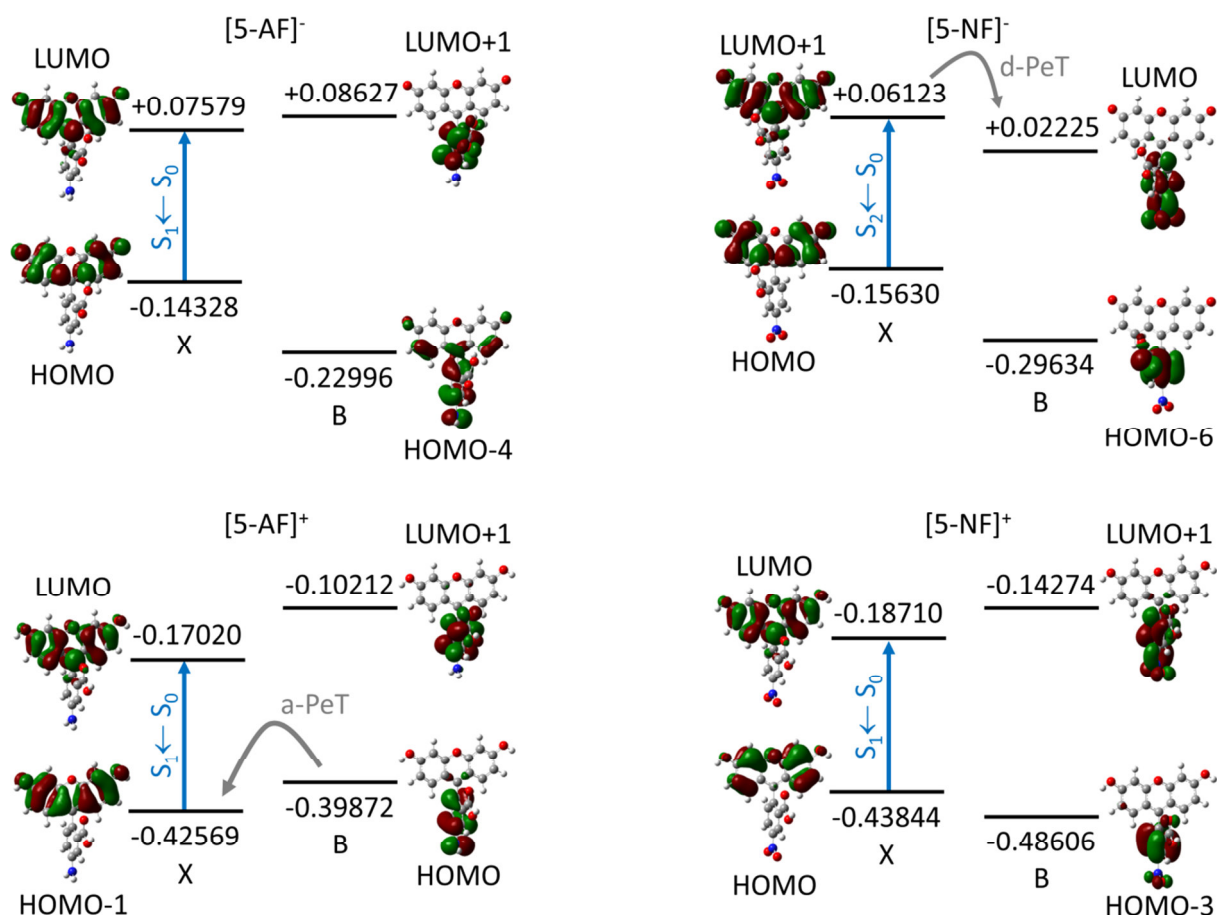 [5-AF]⁻
LUMO
LUMO+1
+0.07579
+0.08627
S₁ ← S₀
-0.14328
-0.22996
X
B
HOMO
HOMO-4
[5-NF]⁻
LUMO+1
d-PeT
LUMO
+0.06123
+0.02225
S₂ ← S₀
-0.15630
-0.29634
X
B
HOMO
HOMO-6
[5-AF]⁺
LUMO
LUMO+1
-0.10212
-0.17020
S₁ ← S₀
a-PeT
-0.39872
-0.42569
B
X
HOMO
HOMO-1
[5-NF]⁺
LUMO+1
LUMO
-0.14274
-0.18710
S₁ ← S₀
-0.43844
-0.48606
X
B
HOMO
HOMO-3